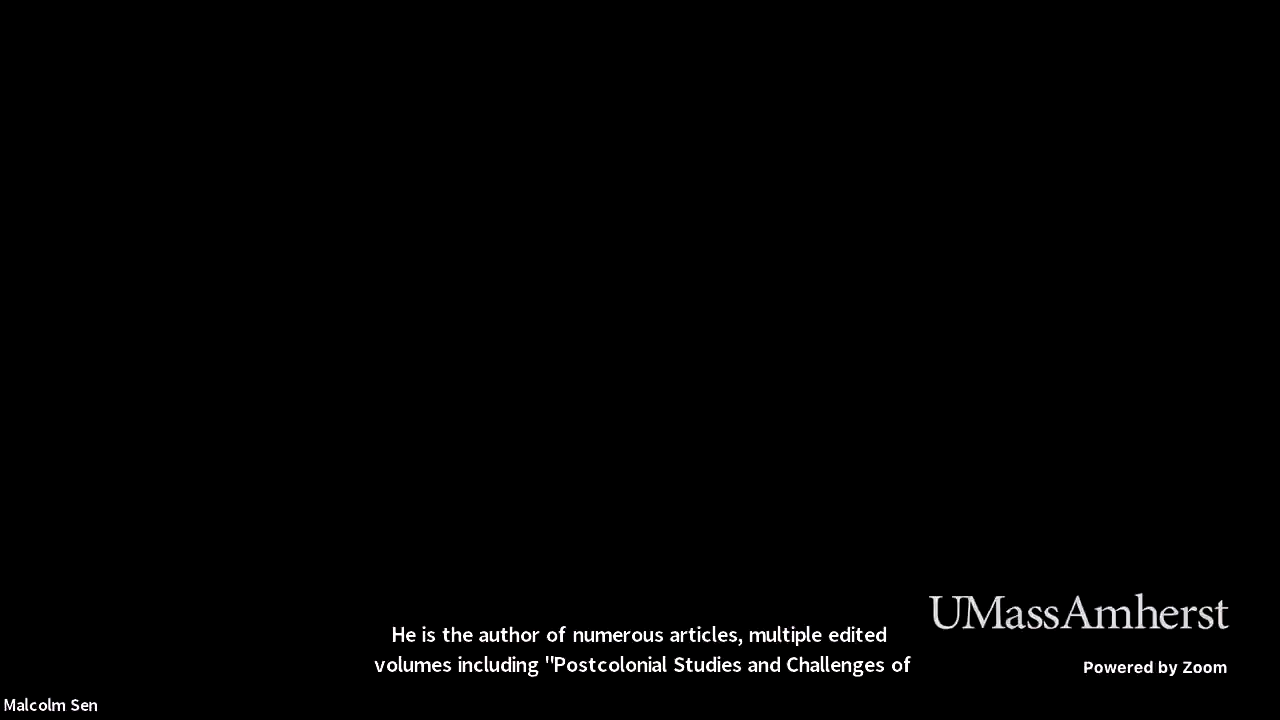 UMassAmherst
He is the author of numerous articles, multiple edited
volumes including "Postcolonial Studies and Challenges of
Powered by Zoom
Malcolm Sen